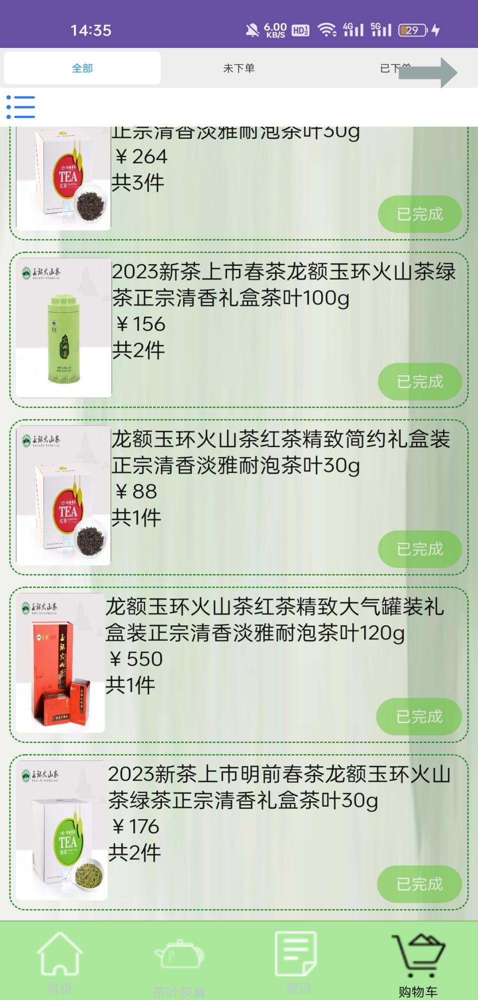 14:35
6.00
KB/S
HD
4G
5G
29
全部
未下单
已下单
正宗清香淡雅耐泡茶叶30g
￥264
共3件
TEA
红茶
已完成
玉环火山茶
2023新茶上市春茶龙额玉环火山茶绿
茶正宗清香礼盒茶叶100g
￥156
共2件
火山茶
已完成
玉环火山茶
龙额玉环火山茶红茶精致简约礼盒装
正宗清香淡雅耐泡茶叶30g
￥88
共1件
TEA
红茶
已完成
玉环火山茶
龙额玉环火山茶红茶精致大气罐装礼
盒装正宗清香淡雅耐泡茶叶120g
￥550
共1件
玉环火山茶
已完成
玉环火山茶
2023新茶上市明前春茶龙额玉环火山
茶绿茶正宗清香礼盒茶叶30g
￥176
共2件
TEA
绿茶
已完成
首页
茶叶茶具
资讯
购物车